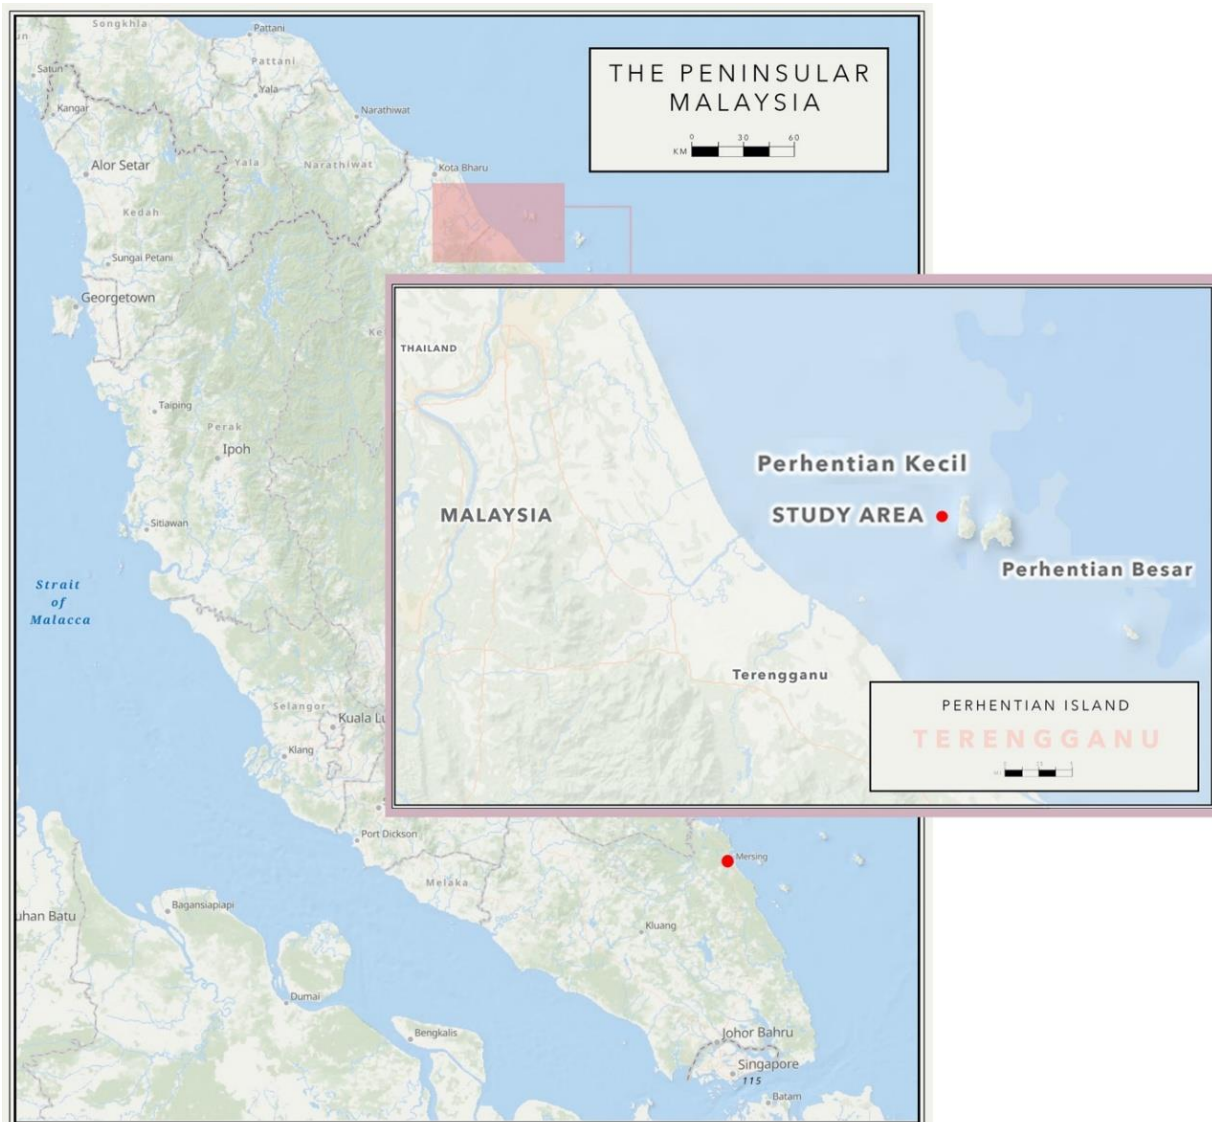 Songkhla
Pattani
Pattani
Satun
Yala
Kangar
Narathiwat
THE PENINSULAR
MALAYSIA
0 30 60
KM
Alor Setar
Yala
Narathiwat
Kota Bharu
Kedah
Sungai Petani
Georgetown
THAILAND
Taiping
Perak
Ipoh
Perhentian Kecil
MALAYSIA
STUDY AREA
Sitiawan
Perhentian Besar
Strait
of
Malacca
Terengganu
Selangor
Kuala Lu
PERHENTIAN ISLAND
TERENGGANU
Klang
Port Dickson
Mersing
Melaka
uhan Batu
Bagansiapiapi
Kluang
Dumai
Bengkalis
Johor Bahru
Singapore
115
Batam